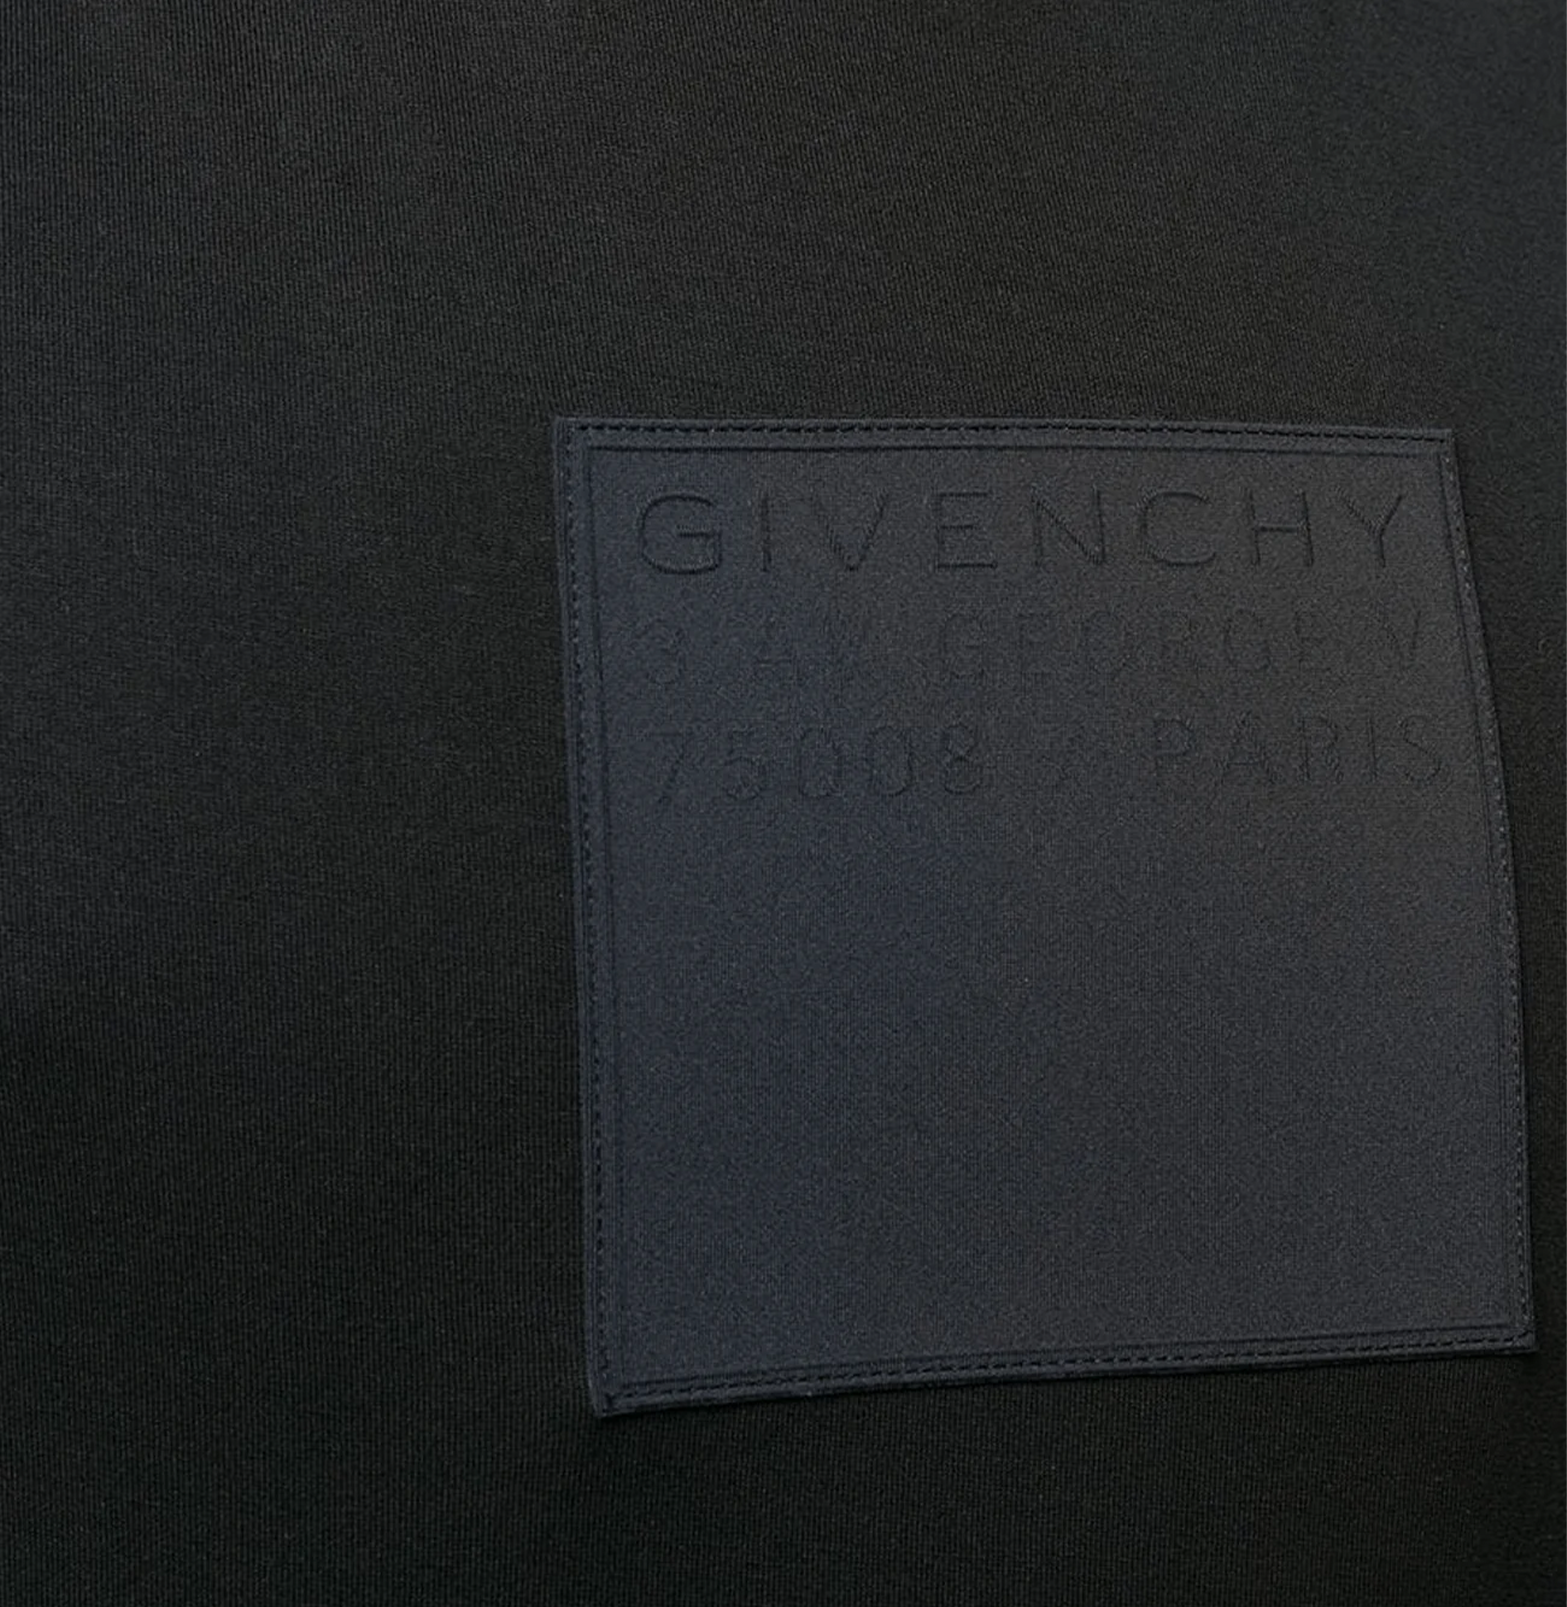 GIVENCHY
3 AV GEORGE V
75008 / PARIS